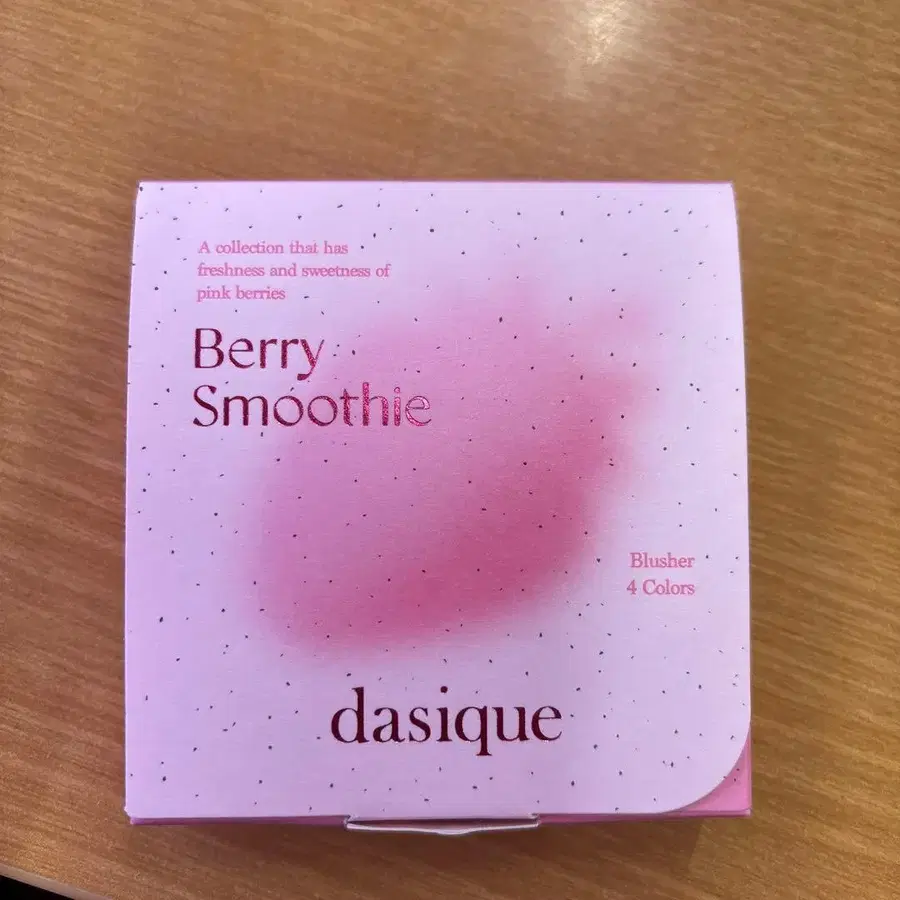 A collection that has
freshness and sweetness of
pink berries
Berry
Smoothie
Blusher
4 Colors
dasique